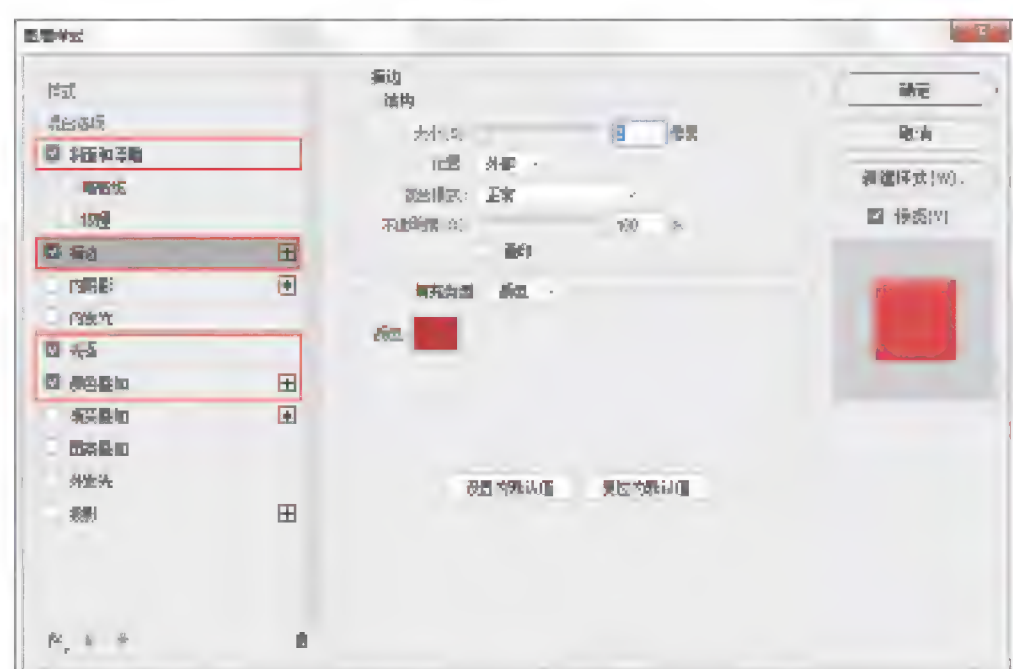 图层样式
样式
混合选项
斜面和浮雕
等高线
纹理
描边
内阴影
内发光
光泽
颜色叠加
渐变叠加
图案叠加
外发光
投影
描边
结构
大小(S): 像素
位置: 外部
混合模式: 正常
不透明度(O): 100 %
叠印
填充类型: 颜色
颜色:
设置为默认值 复位为默认值
确定
取消
新建样式(W)...
预览(V)
fx